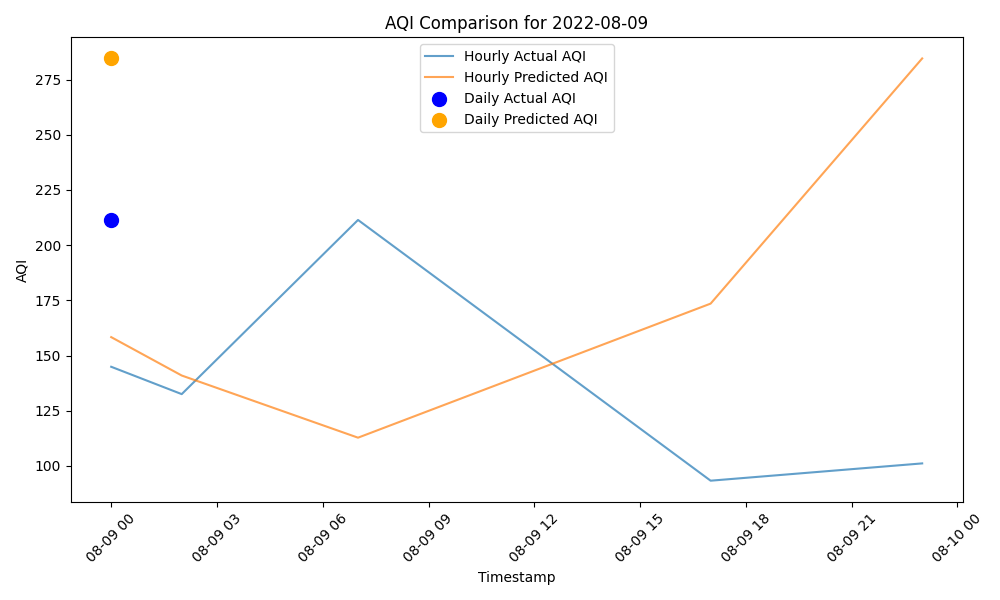 AQI Comparison for 2022-08-09
Hourly Actual AQI
Hourly Predicted AQI
Daily Actual AQI
Daily Predicted AQI
AQI
275
250
225
200
175
150
125
100
08-09 00
08-09 03
08-09 06
08-09 09
08-09 12
08-09 15
08-09 18
08-09 21
08-10 00
Timestamp